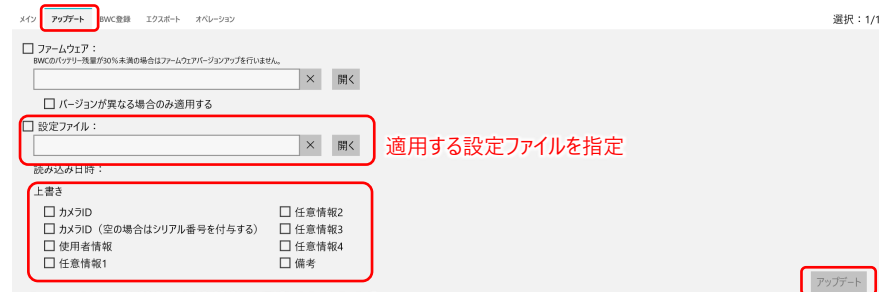 メイン アップデート BWC登録 エクスポート オペレーション 選択：1/1
ファームウェア：
BWCのバッテリー残量が30％未満の場合はファームウェアバージョンアップを行いません。
× 開く
バージョンが異なる場合のみ適用する
設定ファイル：
× 開く 適用する設定ファイルを指定
読み込み日時：
上書き
カメラID 任意情報2
カメラID（空の場合はシリアル番号を付与する） 任意情報3
使用者情報 任意情報4
任意情報1 備考
アップデート